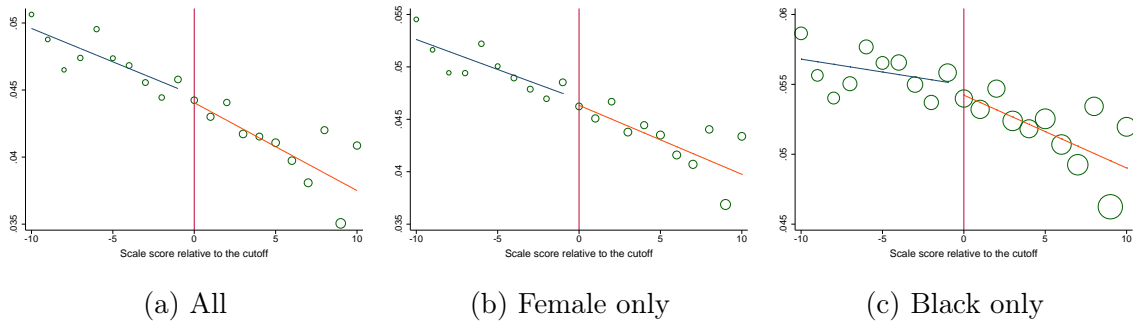 .05
.045
.04
.035
-10 -5 0 5 10
Scale score relative to the cutoff
(a) All
.055
.05
.045
.04
.035
-10 -5 0 5 10
Scale score relative to the cutoff
(b) Female only
.06
.055
.05
.045
-10 -5 0 5 10
Scale score relative to the cutoff
(c) Black only